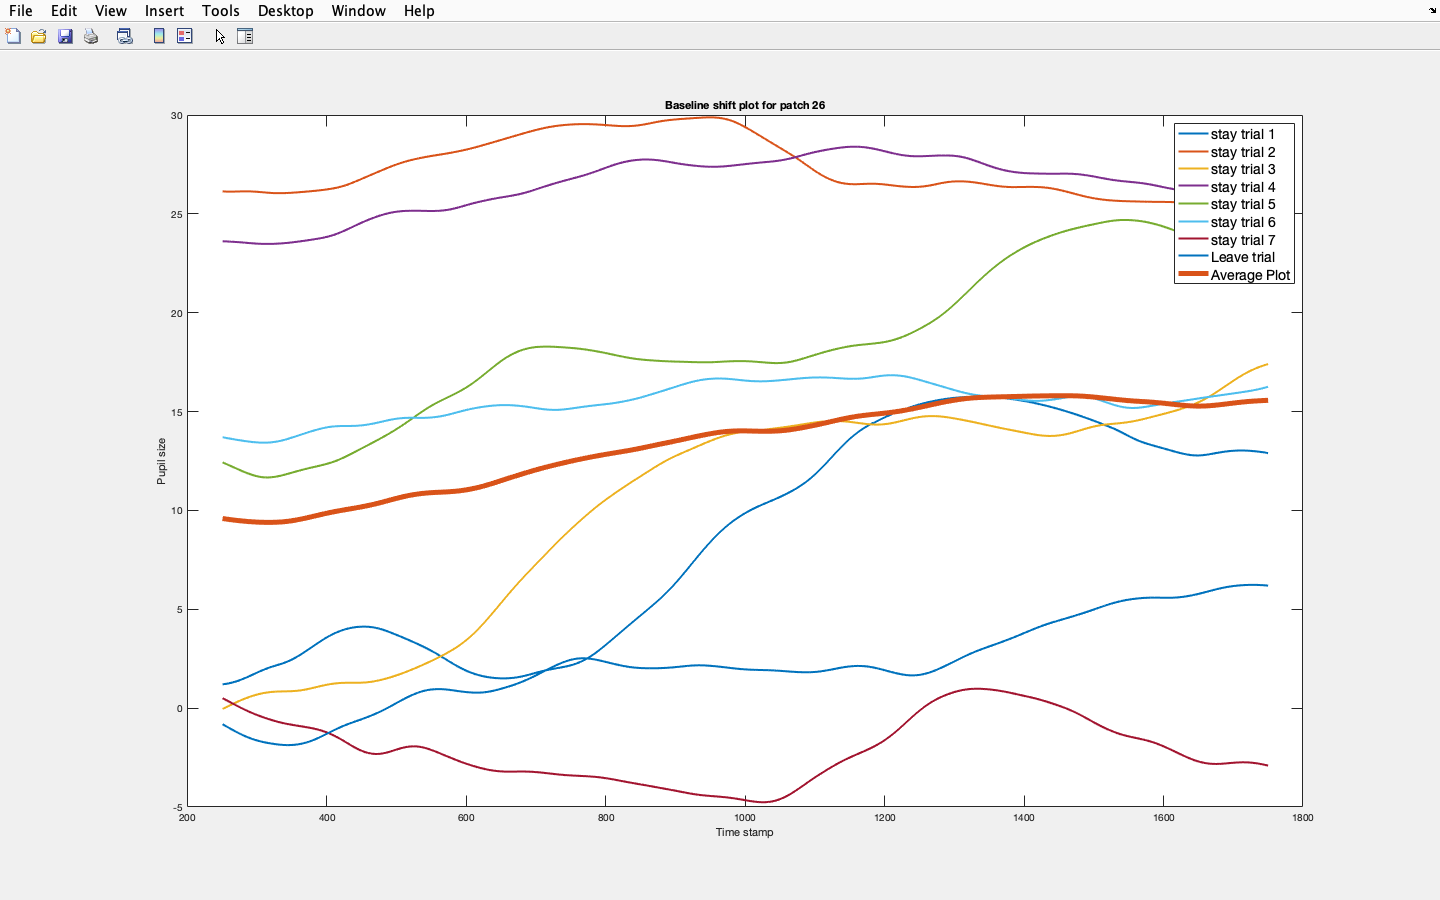 File Edit View Insert Tools Desktop Window Help
Baseline shift plot for patch 26
30
25
20
15
10
5
0
-5
Pupil size
stay trial 1
stay trial 2
stay trial 3
stay trial 4
stay trial 5
stay trial 6
stay trial 7
Leave trial
Average Plot
200 400 600 800 1000 1200 1400 1600 1800
Time stamp